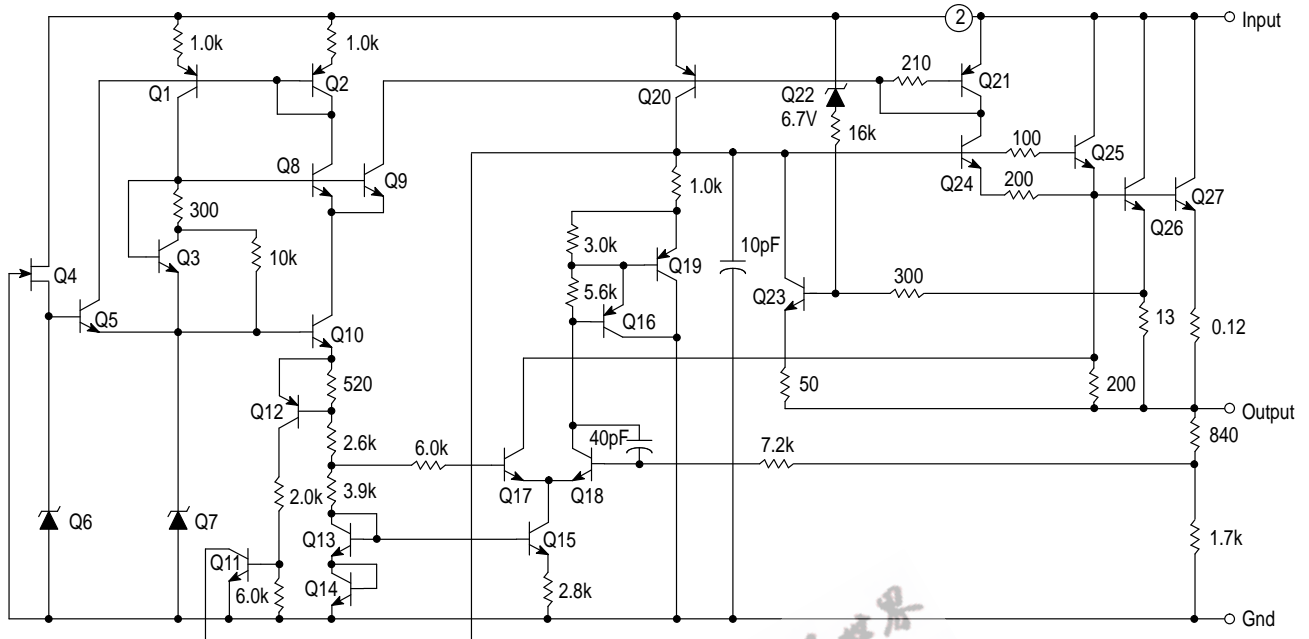 2
Input
1.0k
1.0k
Q1
Q2
Q20
Q22
6.7V
16k
210
Q21
Q8
Q9
100
Q25
Q24
200
Q26
Q27
300
Q3
10k
1.0k
3.0k
Q19
10pF
Q4
Q5
5.6k
Q16
Q23
300
13
0.12
Q10
520
50
200
Output
Q12
2.6k
40pF
7.2k
840
6.0k
Q17
Q18
2.0k
3.9k
Q6
Q7
Q13
Q15
1.7k
Q11
6.0k
Q14
2.8k
Gnd